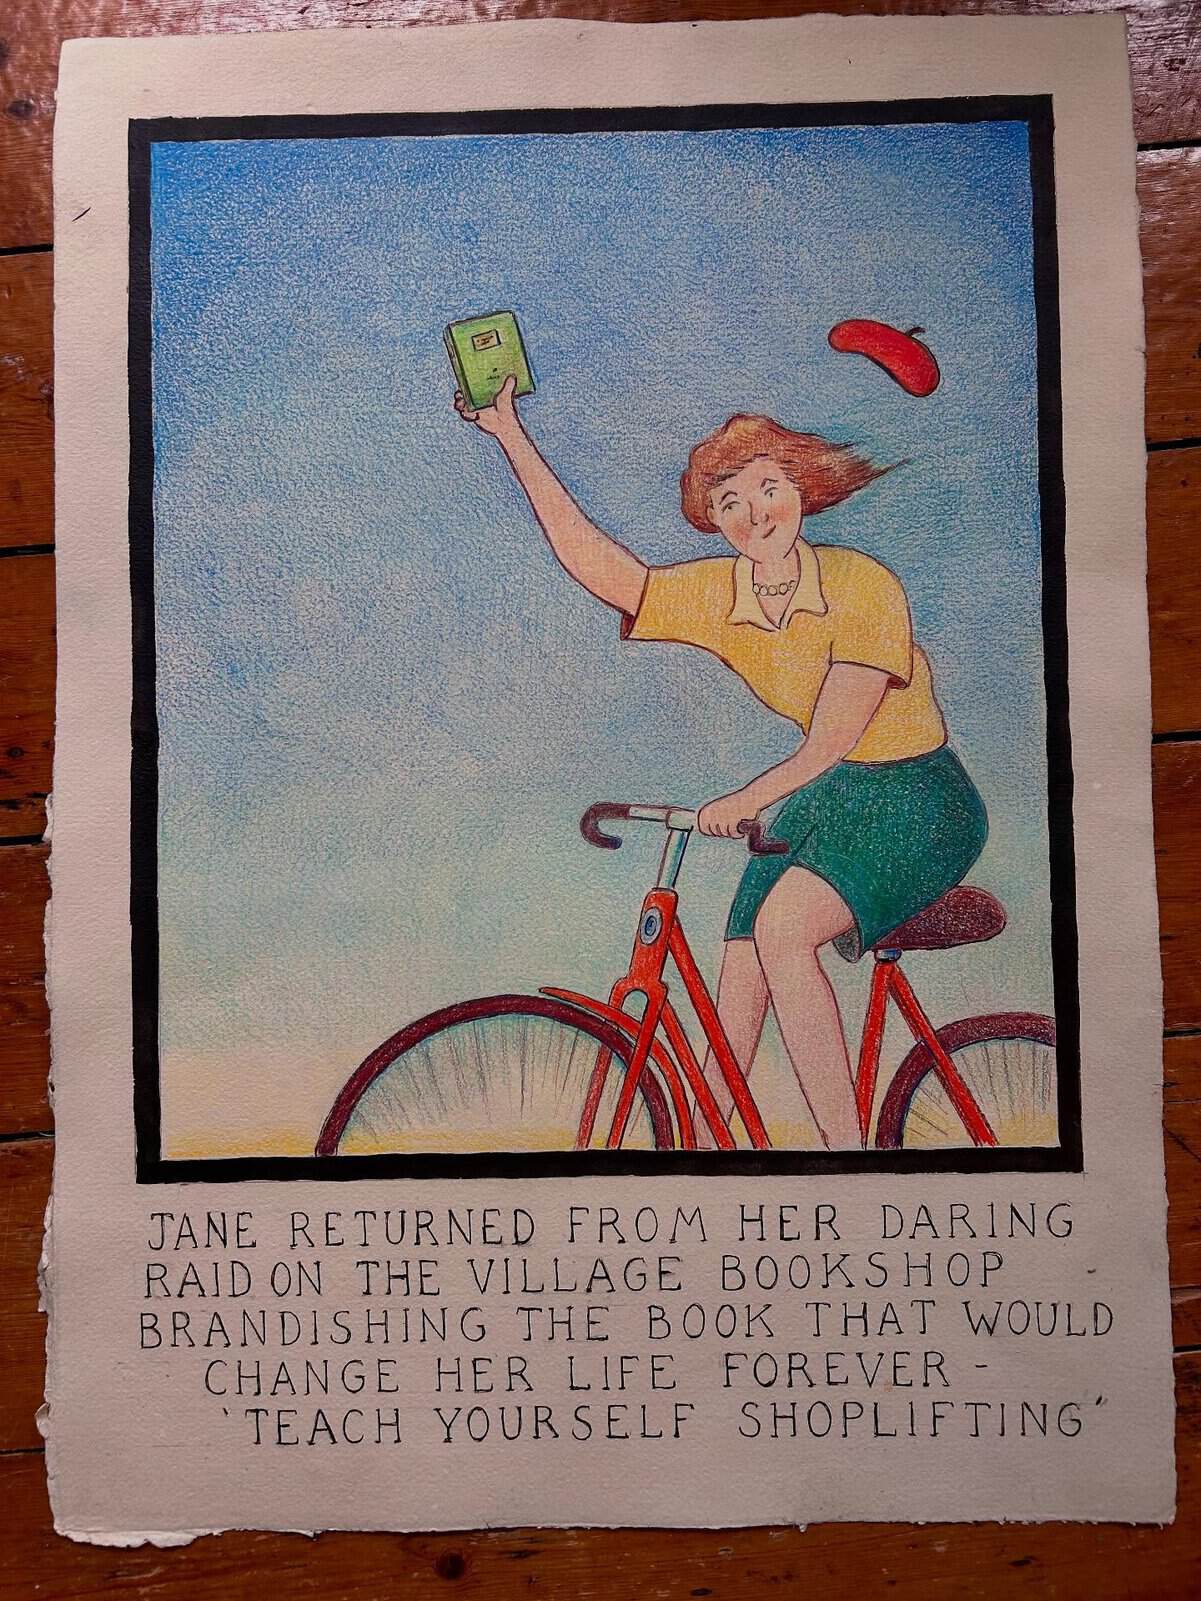 JANE RETURNED FROM HER DARING
RAID ON THE VILLAGE BOOKSHOP
BRANDISHING THE BOOK THAT WOULD
CHANGE HER LIFE FOREVER -
'TEACH YOURSELF SHOPLIFTING"